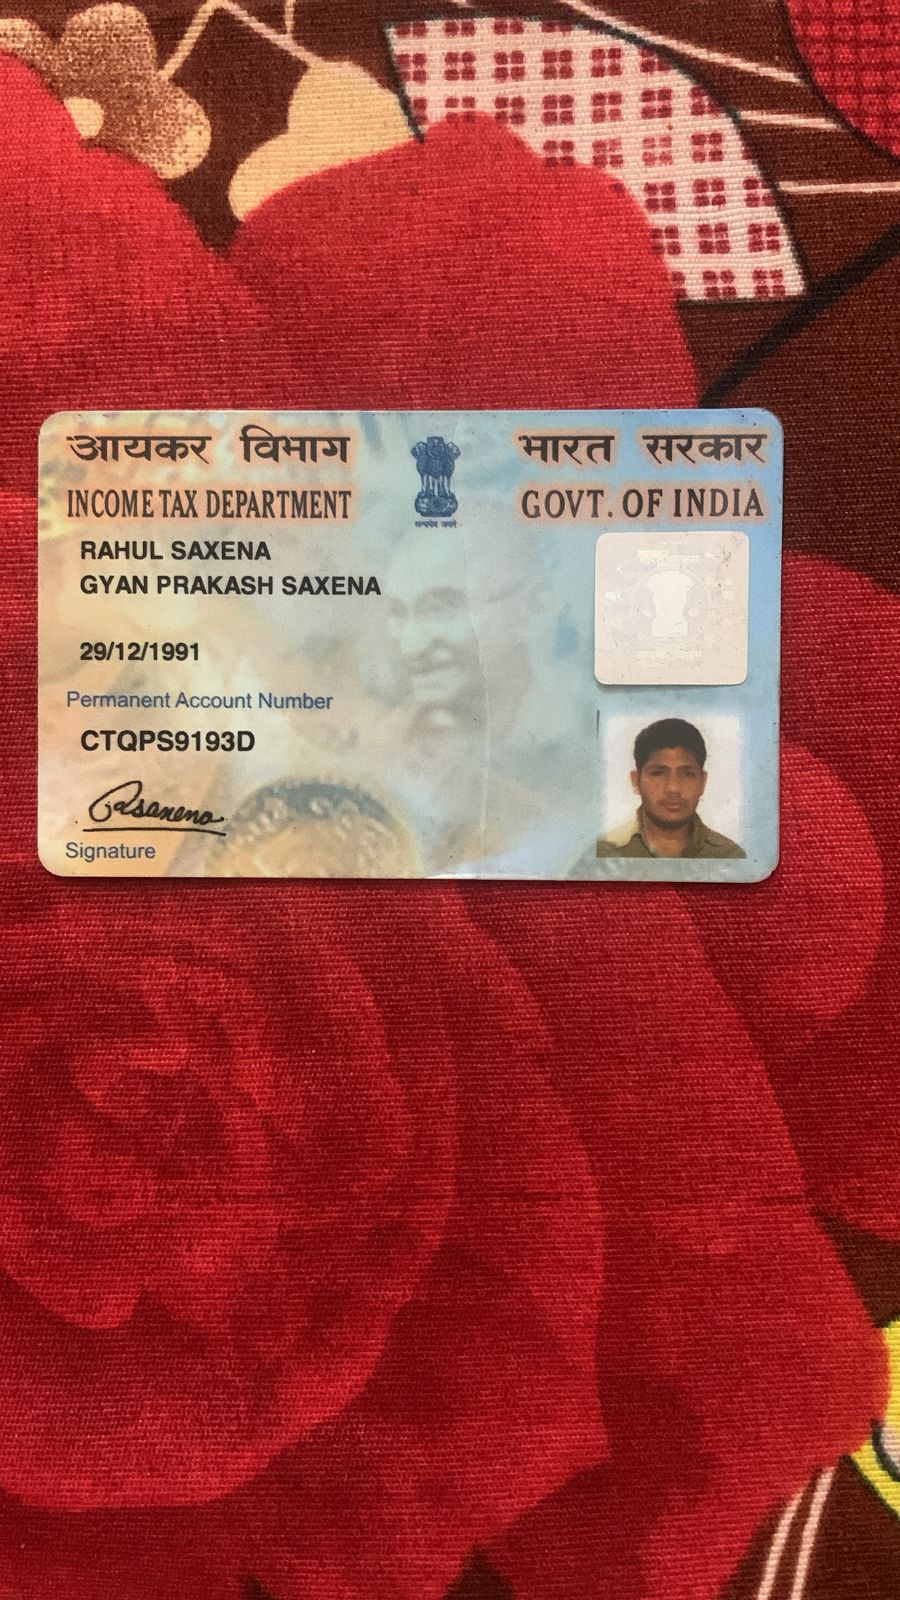 आयकर विभाग
INCOME TAX DEPARTMENT
सत्यमेव जयते
भारत सरकार
GOVT. OF INDIA
RAHUL SAXENA
GYAN PRAKASH SAXENA
29/12/1991
Permanent Account Number
CTQPS9193D
RSaxena
Signature